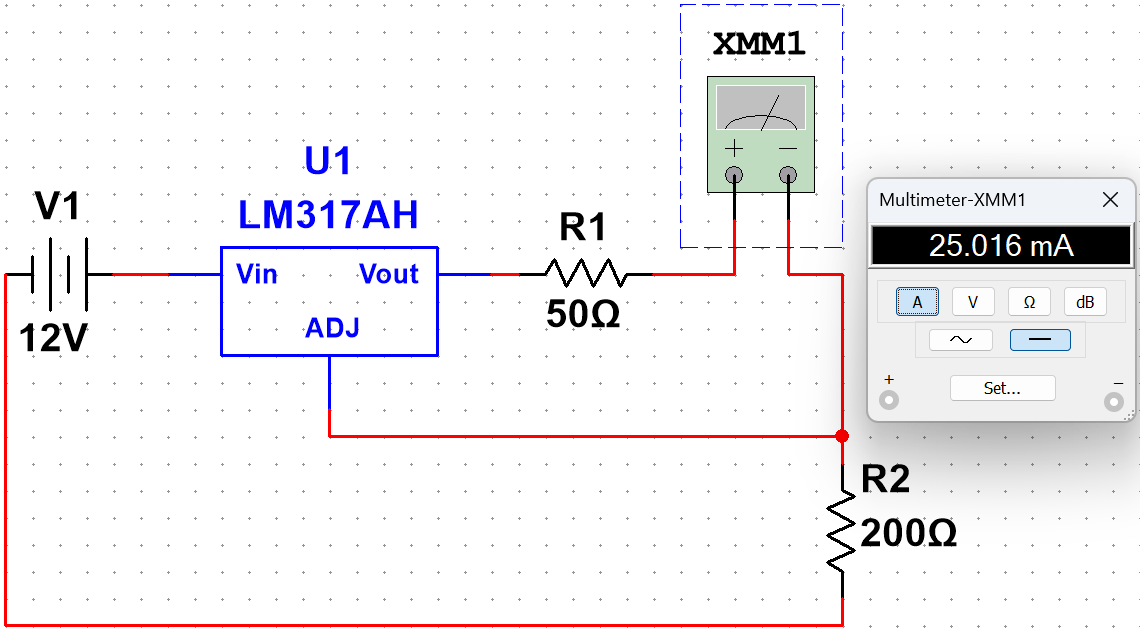 XMM1
U1
LM317AH
V1
12V
Vin
Vout
ADJ
R1
50Ω
+
−
R2
200Ω
Multimeter-XMM1
25.016 mA
A
V
Ω
dB
+
Set...
−